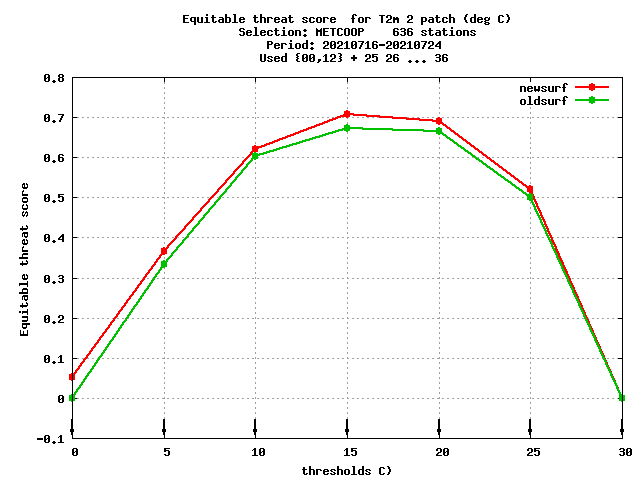 Equitable threat score for T2m 2 patch (deg C)
Selection: METCOOP 636 stations
Period: 20210716-20210724
Used {00,12} + 25 26 ... 36
newsurf
oldsurf
Equitable threat score
0.8
0.7
0.6
0.5
0.4
0.3
0.2
0.1
0
-0.1
0 5 10 15 20 25 30
thresholds C)